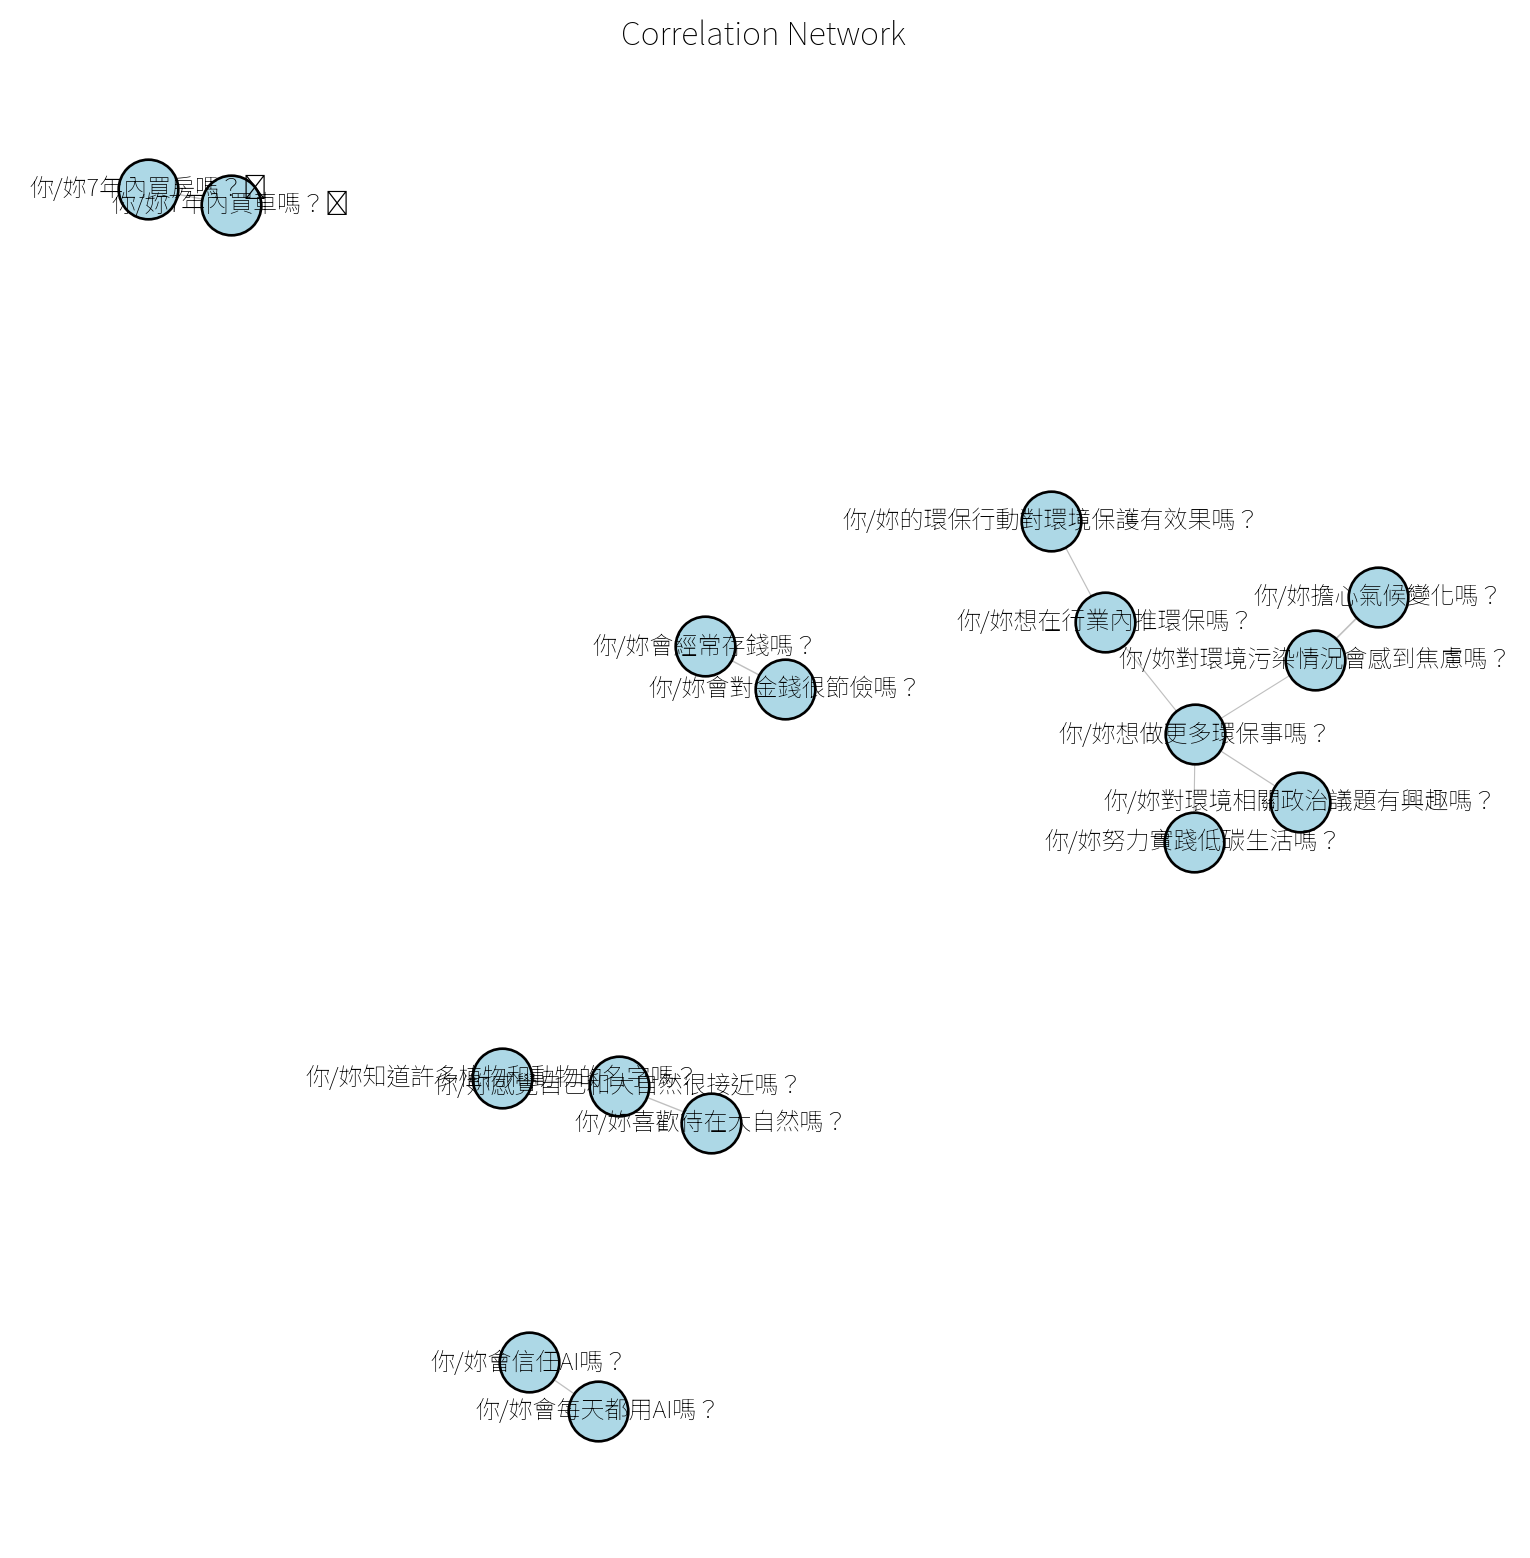 Correlation Network
你/妳7年內買房嗎？
你/妳7年內買車嗎？
你/妳的環保行動對環境保護有效果嗎？
你/妳擔心氣候變化嗎？
你/妳想在行業內推環保嗎？
你/妳會經常存錢嗎？
你/妳對環境污染情況會感到焦慮嗎？
你/妳會對金錢很節儉嗎？
你/妳想做更多環保事嗎？
你/妳對環境相關政治議題有興趣嗎？
你/妳努力實踐低碳生活嗎？
你/妳知道許多植物和動物的名字嗎？
你/妳感覺自己和大自然很接近嗎？
你/妳喜歡待在大自然嗎？
你/妳會信任AI嗎？
你/妳會每天都用AI嗎？